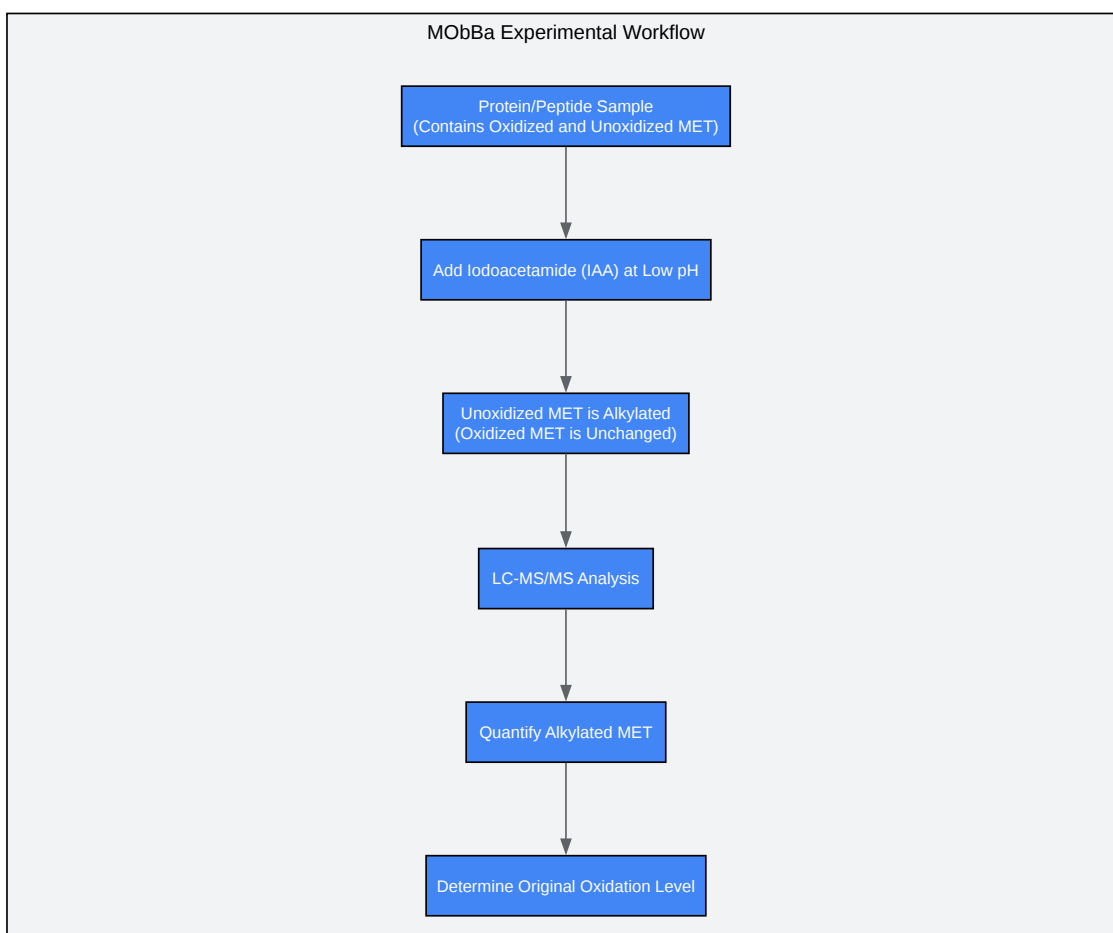 MObBa Experimental Workflow
Protein/Peptide Sample
(Contains Oxidized and Unoxidized MET)
Add Iodoacetamide (IAA) at Low pH
Unoxidized MET is Alkylated
(Oxidized MET is Unchanged)
LC-MS/MS Analysis
Quantify Alkylated MET
Determine Original Oxidation Level